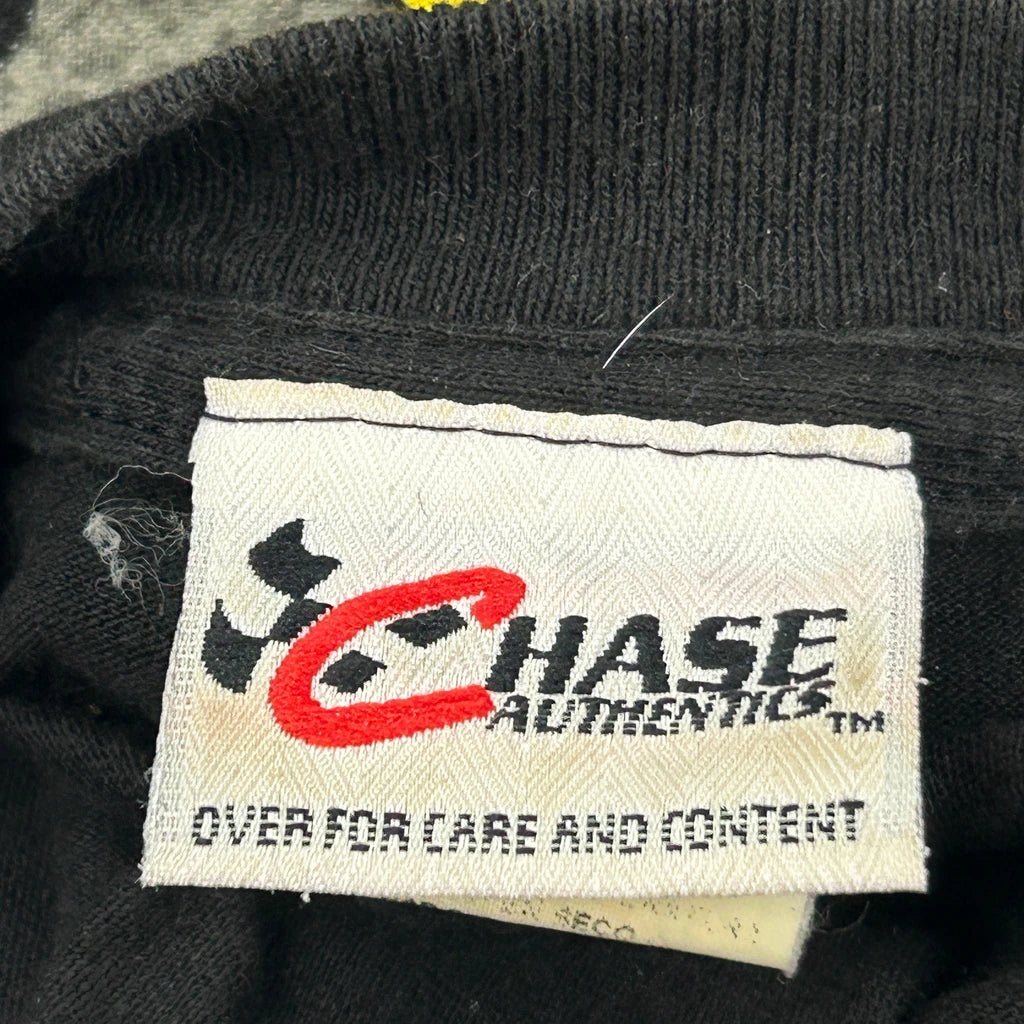 CHASE
AUTHENTICS™
OVER FOR CARE AND CONTENT